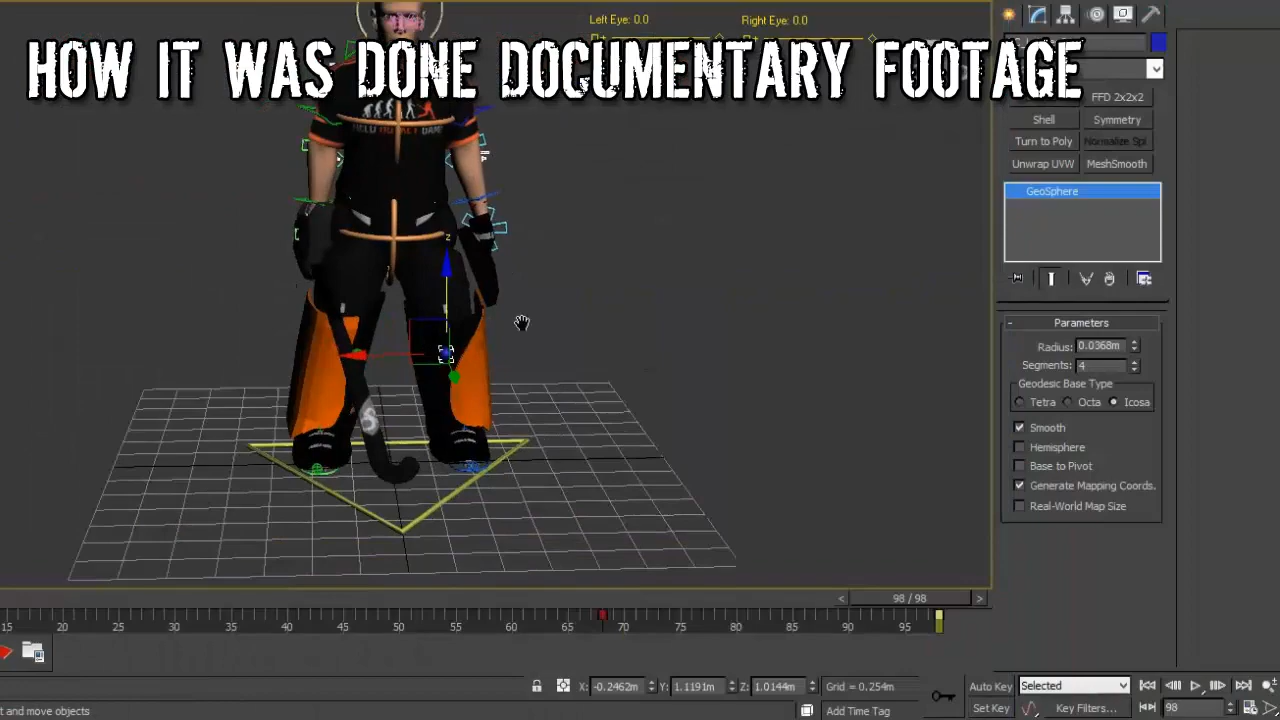 Left Eye: 0.0
Right Eye: 0.0
HOW IT WAS DONE DOCUMENTARY FOOTAGE
FFD 2x2x2
Shell
Symmetry
Turn to Poly
Normalize Spl
Unwrap UVW
MeshSmooth
GeoSphere
- Parameters
Radius: 0.0368m
Segments: 4
Geodesic Base Type
Tetra
Octa
Icosa
Smooth
Hemisphere
Base to Pivot
Generate Mapping Coords.
Real-World Map Size
< 98 / 98 >
15 20 25 30 35 40 45 50 55 60 65 70 75 80 85 90 95
X: -0.2462m Y: 1.1191m Z: 1.0144m Grid = 0.254m
Auto Key Selected
t and move objects
Add Time Tag
Set Key Key Filters... 98